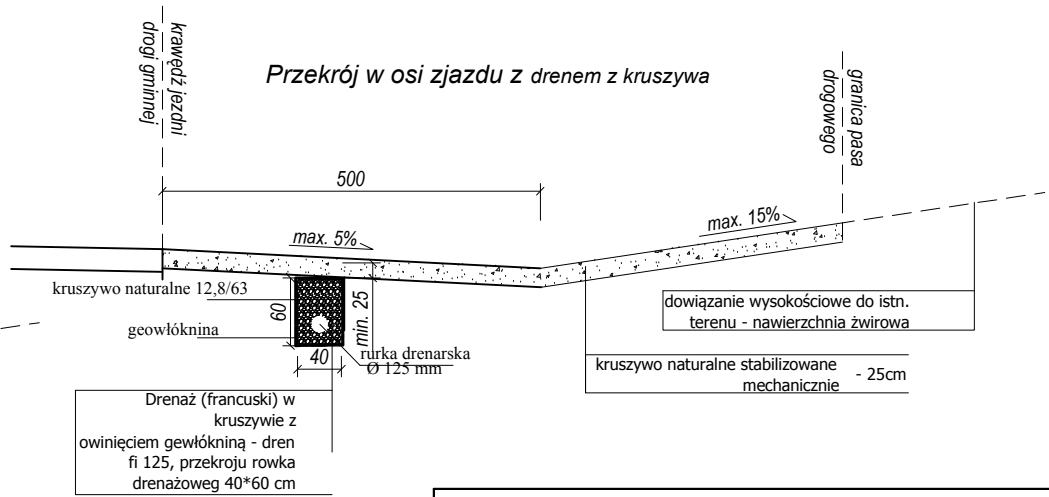 krawędź jezdni
drogi gminnej
Przekrój w osi zjazdu z drenem z kruszywa
granica pasa
drogowego
500
max. 5%
max. 15%
kruszywo naturalne 12,8/63
60
min. 25
geowłóknina
40
rurka drenarska
Ø 125 mm
dowiązanie wysokościowe do istn.
terenu - nawierzchnia żwirowa
kruszywo naturalne stabilizowane
mechanicznie - 25cm
Drenaż (francuski) w
kruszywie z
owinięciem gewłókniną - dren
fi 125, przekroju rowka
drenażoweg 40*60 cm